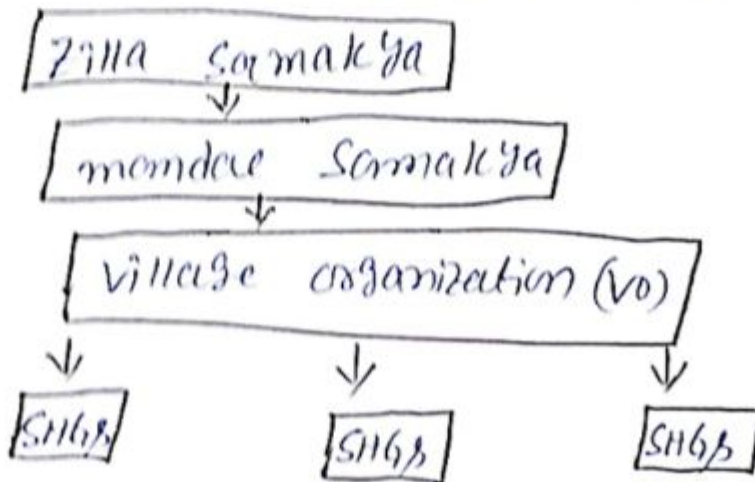 Zilla Samakya
mandal Samakya
village organization (VO)
SHGs SHGs SHGs